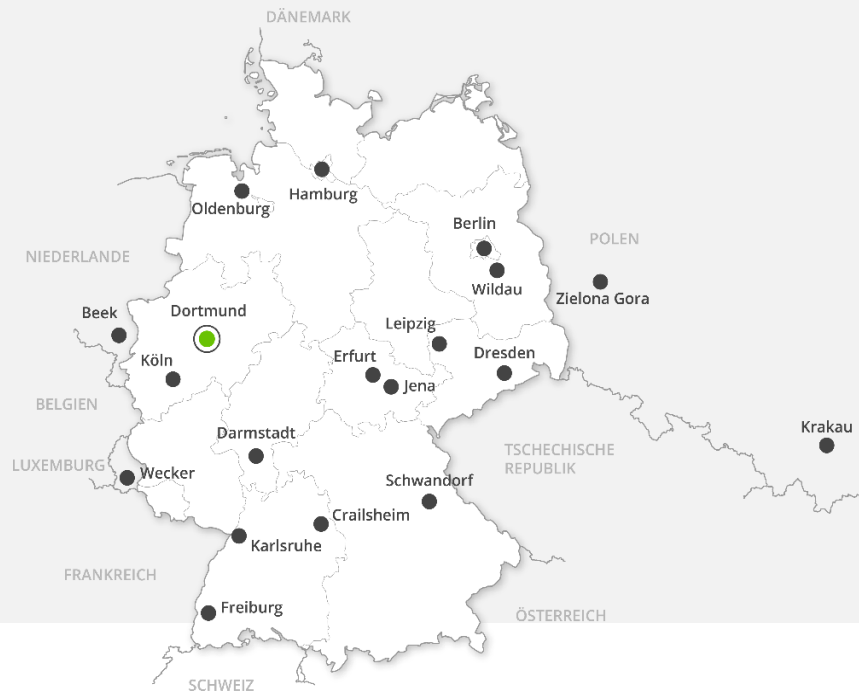 DÄNEMARK
Hamburg
Oldenburg
Berlin
POLEN
NIEDERLANDE
Wildau
Zielona Gora
Beek
Dortmund
Leipzig
Köln
Erfurt
Dresden
Jena
BELGIEN
Krakau
Darmstadt
TSCHECHISCHE
REPUBLIK
LUXEMBURG
Wecker
Schwandorf
Crailsheim
Karlsruhe
FRANKREICH
Freiburg
ÖSTERREICH
SCHWEIZ